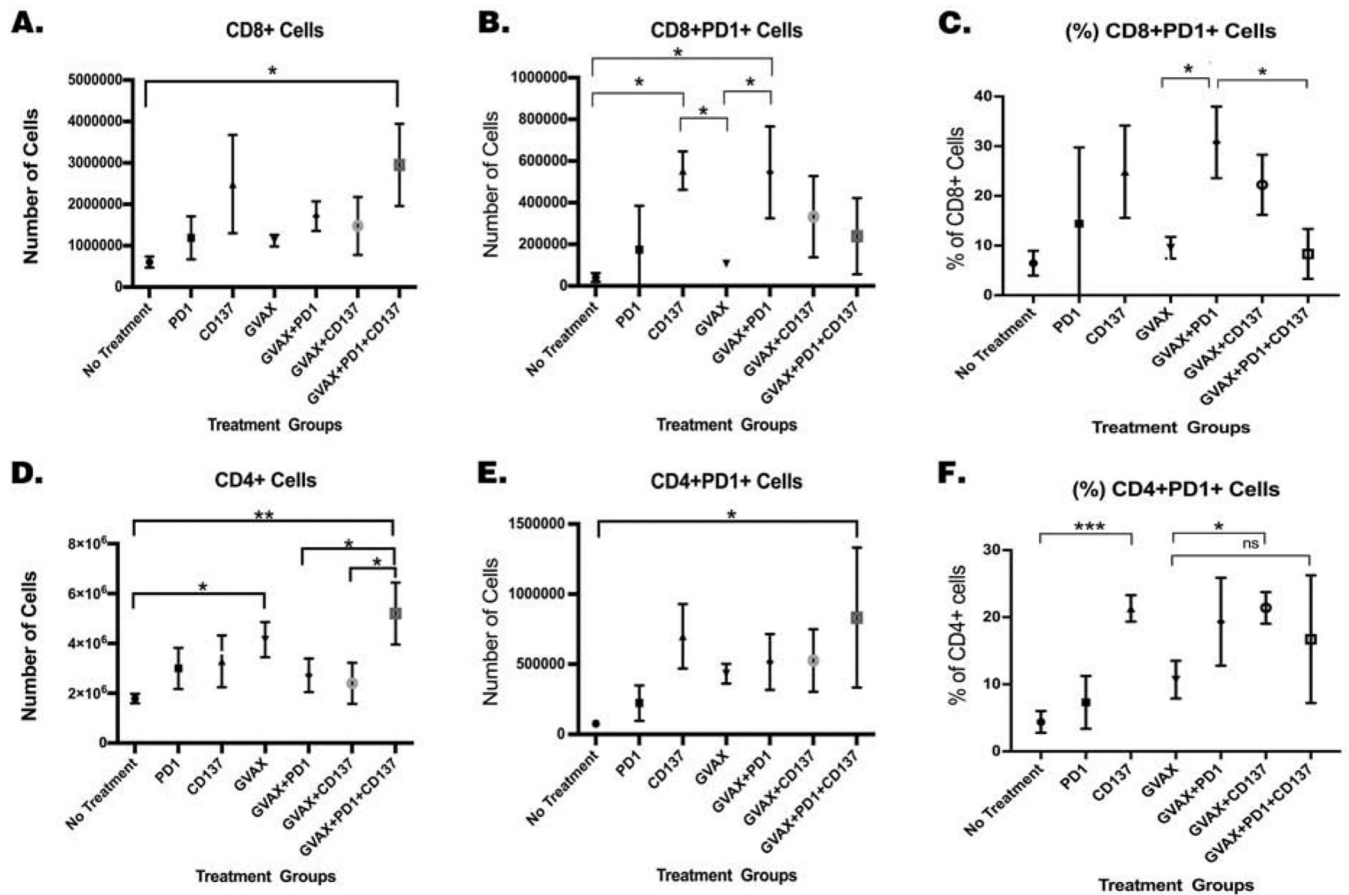 A.
CD8+ Cells
*
Number of Cells
5000000
4000000
3000000
2000000
1000000
0
No Treatment
PD1
CD137
GVAX
GVAX+PD1
GVAX+CD137
GVAX+PD1+CD137
Treatment Groups
B.
CD8+PD1+ Cells
*
*
*
*
Number of Cells
1000000
800000
600000
400000
200000
0
No Treatment
PD1
CD137
GVAX
GVAX+PD1
GVAX+CD137
GVAX+PD1+CD137
Treatment Groups
C.
(%) CD8+PD1+ Cells
*
*
% of CD8+ Cells
40
30
20
10
0
No Treatment
PD1
CD137
GVAX
GVAX+PD1
GVAX+CD137
GVAX+PD1+CD137
Treatment Groups
D.
CD4+ Cells
**
*
*
*
Number of Cells
8×10⁶
6×10⁶
4×10⁶
2×10⁶
0
No Treatment
PD1
CD137
GVAX
GVAX+PD1
GVAX+CD137
GVAX+PD1+CD137
Treatment Groups
E.
CD4+PD1+ Cells
*
Number of Cells
1500000
1000000
500000
0
No Treatment
PD1
CD137
GVAX
GVAX+PD1
GVAX+CD137
GVAX+PD1+CD137
Treatment Groups
F.
(%) CD4+PD1+ Cells
***
*
ns
% of CD4+ cells
30
20
10
0
No Treatment
PD1
CD137
GVAX
GVAX+PD1
GVAX+CD137
GVAX+PD1+CD137
Treatment Groups